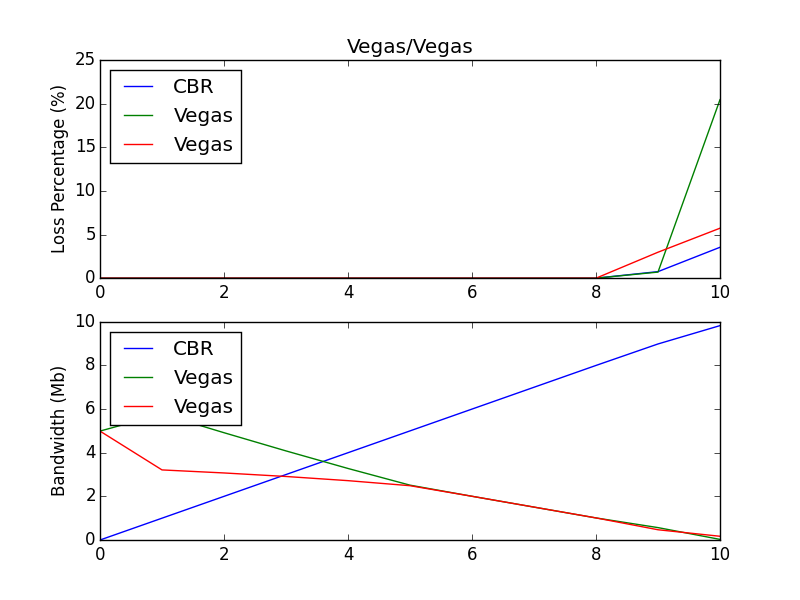 Vegas/Vegas
Loss Percentage (%)
25
20
15
10
5
0
CBR
Vegas
Vegas
0 2 4 6 8 10
Bandwidth (Mb)
10
8
6
4
2
0
CBR
Vegas
Vegas
0 2 4 6 8 10